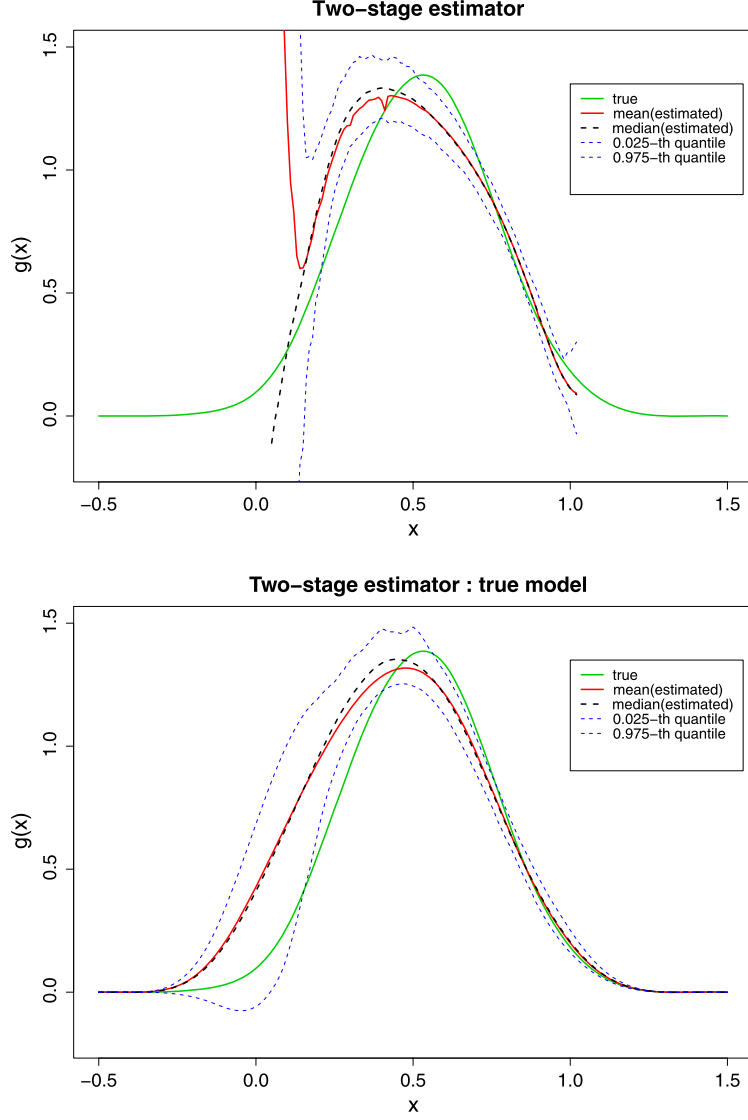 Two−stage estimator
1.5
1.0
0.5
0.0
g(x)
true
mean(estimated)
median(estimated)
0.025−th quantile
0.975−th quantile
−0.5 0.0 0.5 1.0 1.5
x
Two−stage estimator : true model
1.5
1.0
0.5
0.0
g(x)
true
mean(estimated)
median(estimated)
0.025−th quantile
0.975−th quantile
−0.5 0.0 0.5 1.0 1.5
x